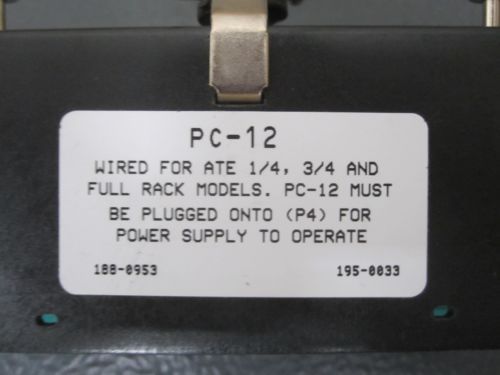 PC-12
WIRED FOR ATE 1/4, 3/4 AND
FULL RACK MODELS. PC-12 MUST
BE PLUGGED ONTO (P4) FOR
POWER SUPPLY TO OPERATE
188-0953 195-0033